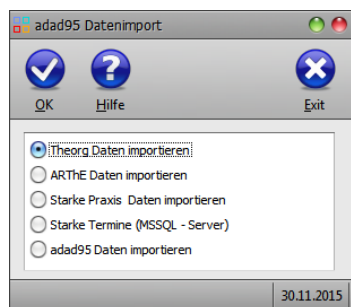 adad95 Datenimport
OK Hilfe Exit
Theorg Daten importieren
ARThE Daten importieren
Starke Praxis Daten importieren
Starke Termine (MSSQL - Server)
adad95 Daten importieren
30.11.2015